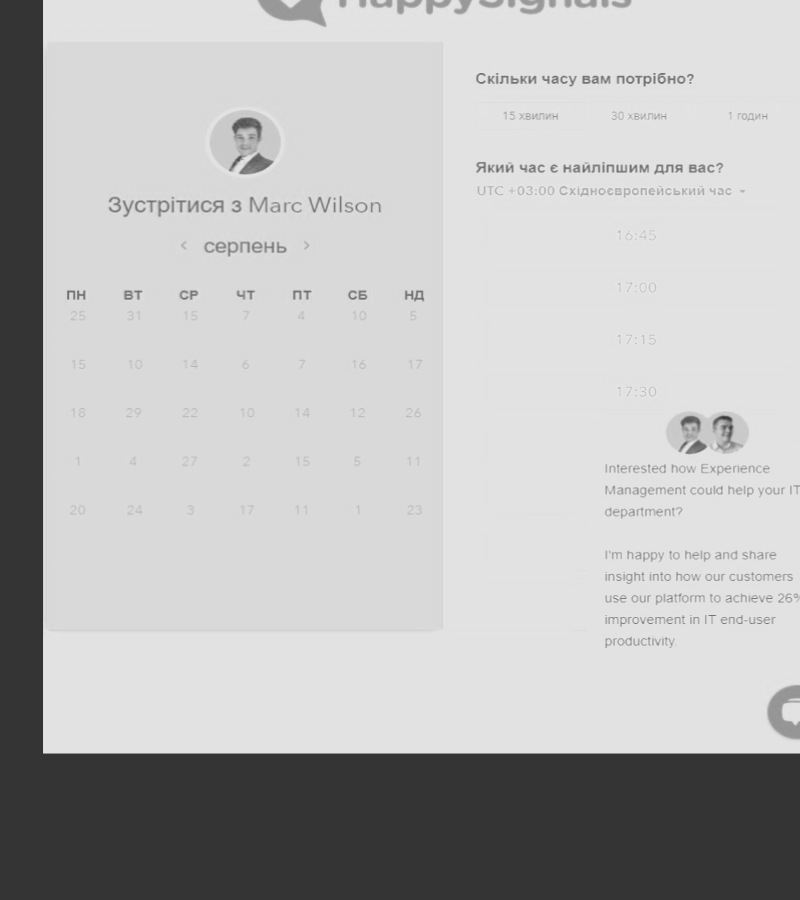 HappySignals
Зустрітися з Marc Wilson
серпень
ПН ВТ СР ЧТ ПТ СБ НД
25 31 15 7 4 10 5
15 10 14 6 7 16 17
18 29 22 10 14 12 26
1 4 27 2 15 5 11
20 24 3 17 11 1 23
Скільки часу вам потрібно?
15 хвилин 30 хвилин 1 годин
Який час є найліпшим для вас?
UTC +03:00 Східноєвропейський час
16:45
17:00
17:15
17:30
Interested how Experience
Management could help your IT
department?
I'm happy to help and share
insight into how our customers
use our platform to achieve 26%
improvement in IT end-user
productivity.